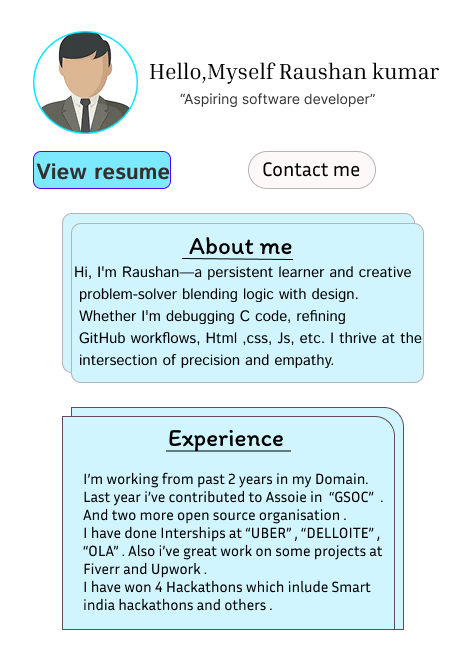 Hello,Myself Raushan kumar
“Aspiring software developer”
View resume
Contact me
About me
Hi, I'm Raushan—a persistent learner and creative
problem-solver blending logic with design.
Whether I'm debugging C code, refining
GitHub workflows, Html ,css, Js, etc. I thrive at the
intersection of precision and empathy.
Experience
I’m working from past 2 years in my Domain.
Last year i’ve contributed to Assoie in “GSOC” .
And two more open source organisation .
I have done Interships at “UBER” , “DELLOITE” ,
“OLA” . Also i’ve great work on some projects at
Fiverr and Upwork .
I have won 4 Hackathons which inlude Smart
india hackathons and others .